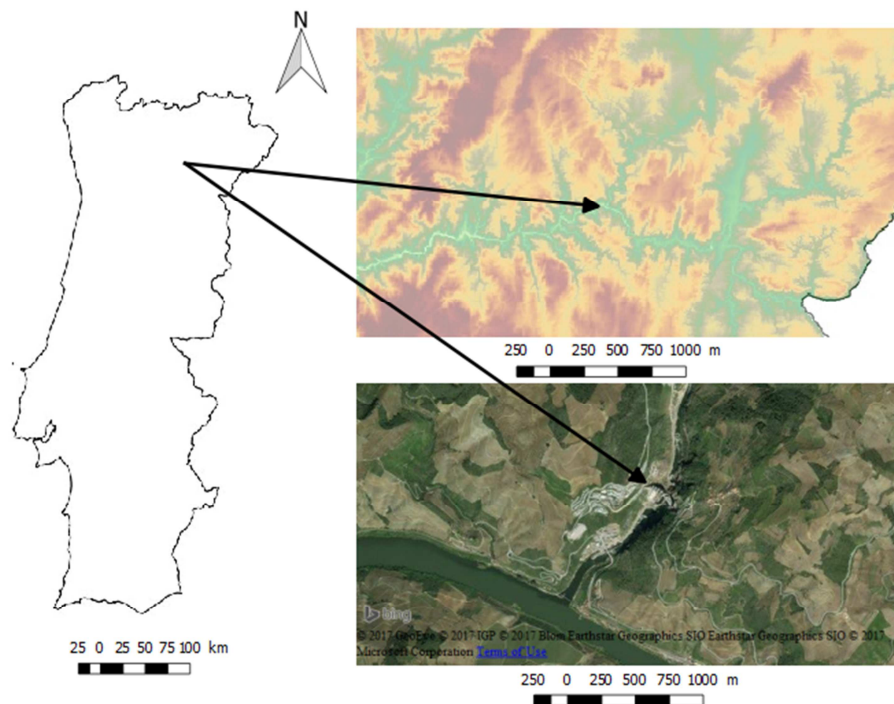 N
250 0 250 500 750 1000 m
bing
© 2017 GeoEye © 2017 IGP © 2017 Blom Earthstar Geographics SIO Earthstar Geographics SIO © 2017
Microsoft Corporation Terms of Use
25 0 25 50 75 100 km
250 0 250 500 750 1000 m